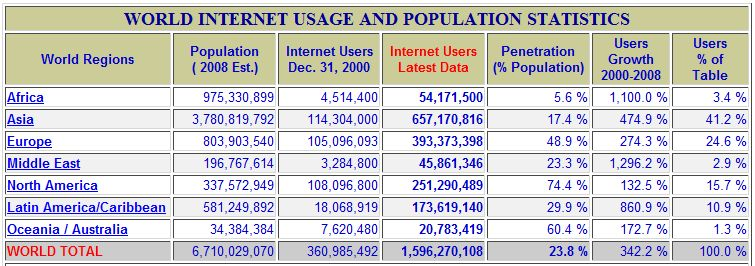 WORLD INTERNET USAGE AND POPULATION STATISTICS
World Regions Population ( 2008 Est.) Internet Users Dec. 31, 2000 Internet Users Latest Data Penetration (% Population) Users Growth 2000-2008 Users % of Table
Africa 975,330,899 4,514,400 54,171,500 5.6 % 1,100.0 % 3.4 %
Asia 3,780,819,792 114,304,000 657,170,816 17.4 % 474.9 % 41.2 %
Europe 803,903,540 105,096,093 393,373,398 48.9 % 274.3 % 24.6 %
Middle East 196,767,614 3,284,800 45,861,346 23.3 % 1,296.2 % 2.9 %
North America 337,572,949 108,096,800 251,290,489 74.4 % 132.5 % 15.7 %
Latin America/Caribbean 581,249,892 18,068,919 173,619,140 29.9 % 860.9 % 10.9 %
Oceania / Australia 34,384,384 7,620,480 20,783,419 60.4 % 172.7 % 1.3 %
WORLD TOTAL 6,710,029,070 360,985,492 1,596,270,108 23.8 % 342.2 % 100.0 %